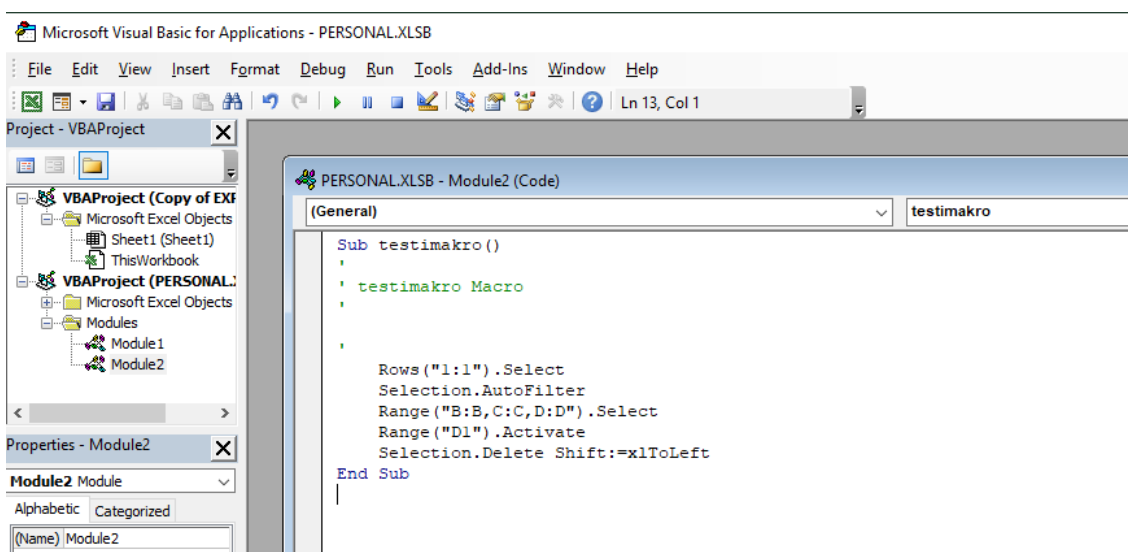 Microsoft Visual Basic for Applications - PERSONAL.XLSB
File Edit View Insert Format Debug Run Tools Add-Ins Window Help
Ln 13, Col 1
Project - VBAProject
VBAProject (Copy of EXF
Microsoft Excel Objects
Sheet1 (Sheet1)
ThisWorkbook
VBAProject (PERSONAL.X
Microsoft Excel Objects
Modules
Module1
Module2
Properties - Module2
Module2 Module
Alphabetic Categorized
(Name) Module2
PERSONAL.XLSB - Module2 (Code)
(General) testimakro
Sub testimakro()
'
' testimakro Macro
'
'
Rows("1:1").Select
Selection.AutoFilter
Range("B:B,C:C,D:D").Select
Range("D1").Activate
Selection.Delete Shift:=xlToLeft
End Sub